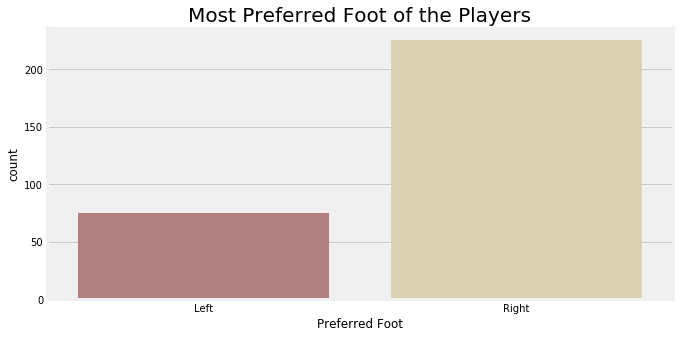 Most Preferred Foot of the Players
200
150
100
50
0
count
Left Right
Preferred Foot